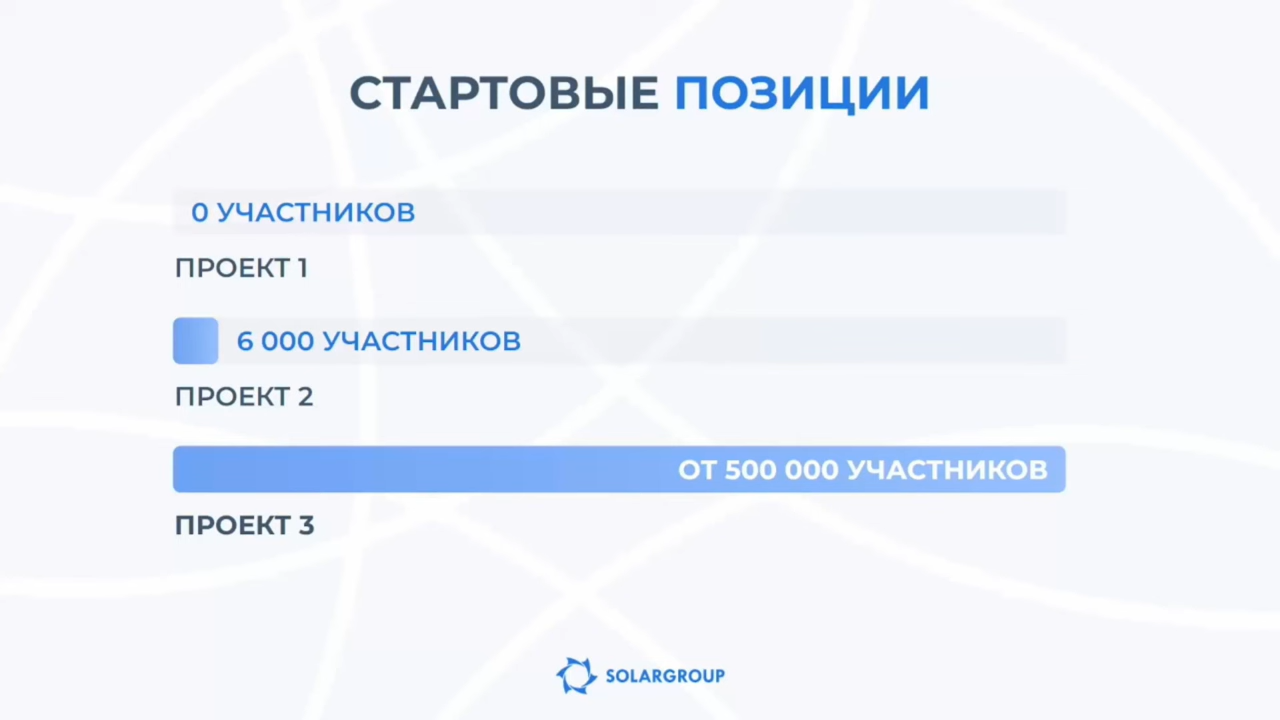 СТАРТОВЫЕ ПОЗИЦИИ
0 УЧАСТНИКОВ
ПРОЕКТ 1
6 000 УЧАСТНИКОВ
ПРОЕКТ 2
ОТ 500 000 УЧАСТНИКОВ
ПРОЕКТ 3
SOLARGROUP